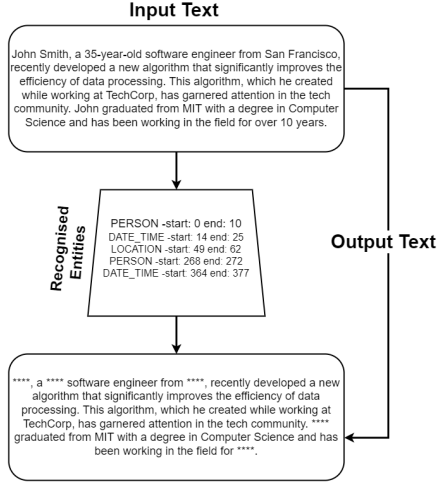 Input Text
John Smith, a 35-year-old software engineer from San Francisco,
recently developed a new algorithm that significantly improves the
efficiency of data processing. This algorithm, which he created
while working at TechCorp, has garnered attention in the tech
community. John graduated from MIT with a degree in Computer
Science and has been working in the field for over 10 years.
Recognised
Entities
PERSON -start: 0 end: 10
DATE_TIME -start: 14 end: 25
LOCATION -start: 49 end: 62
PERSON -start: 268 end: 272
DATE_TIME -start: 364 end: 377
Output Text
****, a **** software engineer from ****, recently developed a new
algorithm that significantly improves the efficiency of data
processing. This algorithm, which he created while working at
TechCorp, has garnered attention in the tech community. ****
graduated from MIT with a degree in Computer Science and has
been working in the field for ****.